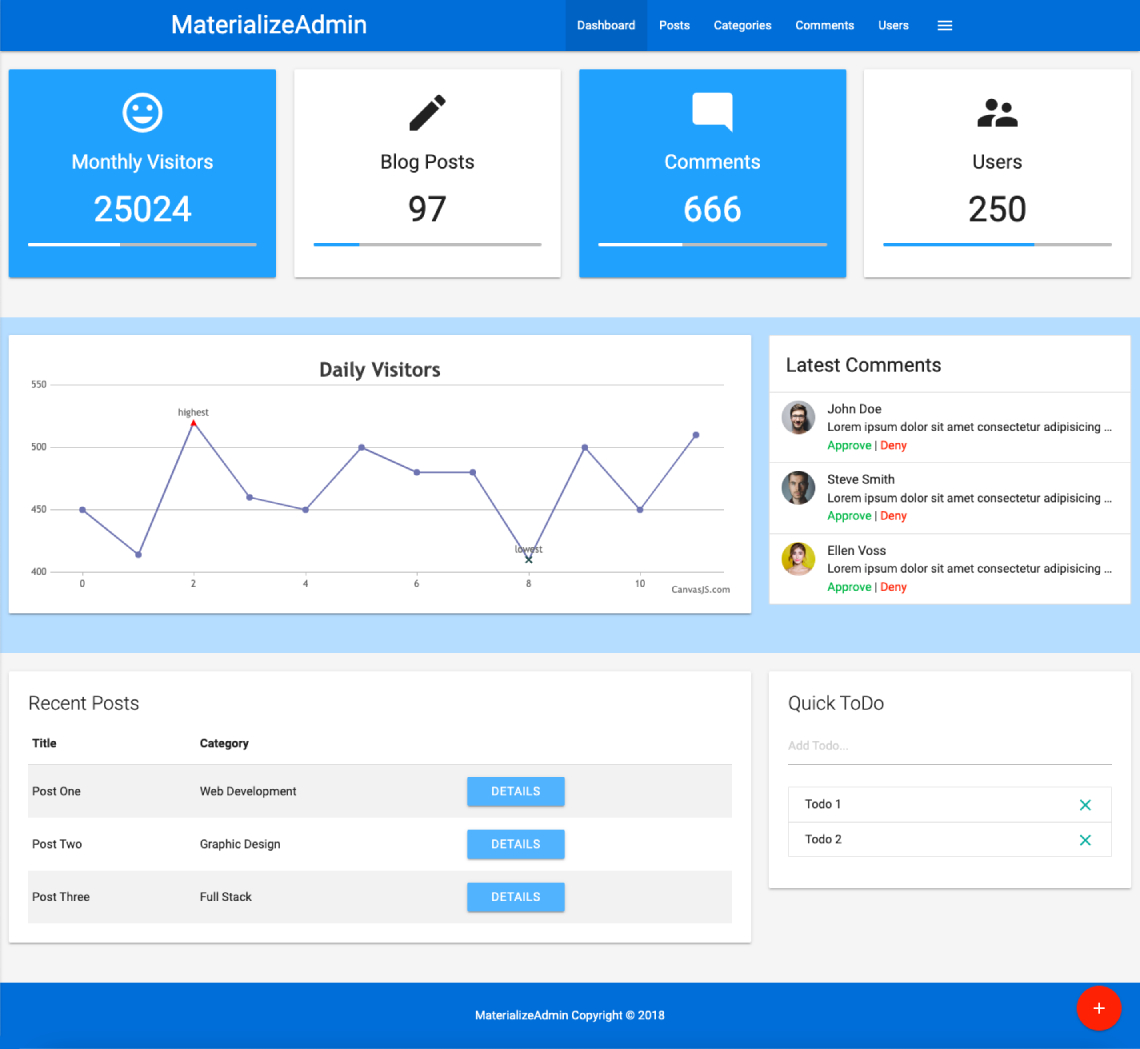 MaterializeAdmin
Dashboard
Posts
Categories
Comments
Users
Monthly Visitors
25024
Blog Posts
97
Comments
666
Users
250
Daily Visitors
550
500
450
400
highest
lowest
0
2
4
6
8
10
CanvasJS.com
Latest Comments
John Doe
Lorem ipsum dolor sit amet consectetur adipisicing ...
Approve | Deny
Steve Smith
Lorem ipsum dolor sit amet consectetur adipisicing ...
Approve | Deny
Ellen Voss
Lorem ipsum dolor sit amet consectetur adipisicing ...
Approve | Deny
Recent Posts
Title Category
Post One Web Development DETAILS
Post Two Graphic Design DETAILS
Post Three Full Stack DETAILS
Quick ToDo
Add Todo...
Todo 1
Todo 2
MaterializeAdmin Copyright © 2018
+